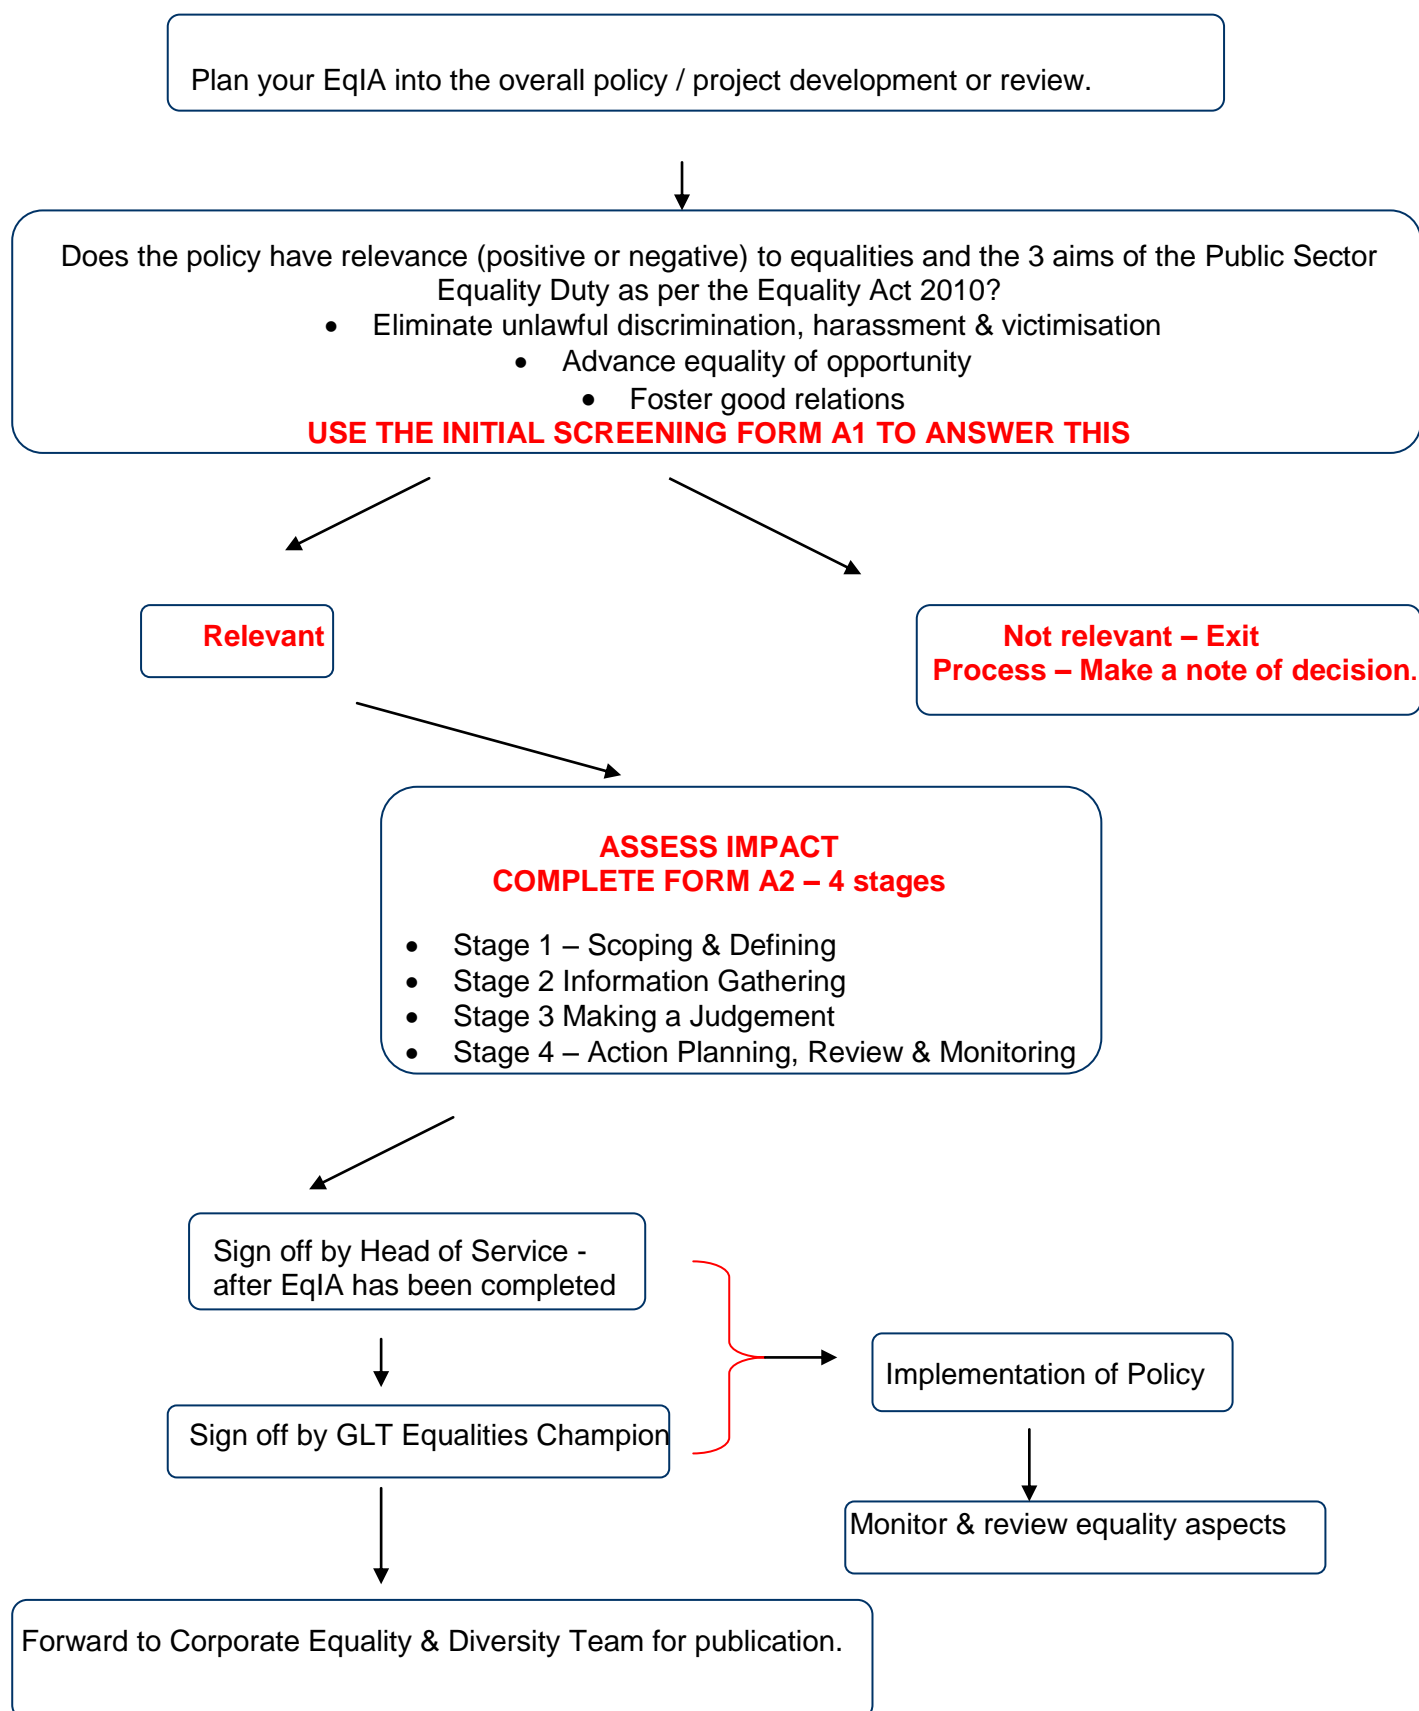 Plan your EqIA into the overall policy / project development or review.
Does the policy have relevance (positive or negative) to equalities and the 3 aims of the Public Sector
Equality Duty as per the Equality Act 2010?
• Eliminate unlawful discrimination, harassment & victimisation
• Advance equality of opportunity
• Foster good relations
USE THE INITIAL SCREENING FORM A1 TO ANSWER THIS
Relevant
Not relevant – Exit
Process – Make a note of decision.
ASSESS IMPACT
COMPLETE FORM A2 – 4 stages
• Stage 1 – Scoping & Defining
• Stage 2 Information Gathering
• Stage 3 Making a Judgement
• Stage 4 – Action Planning, Review & Monitoring
Sign off by Head of Service -
after EqIA has been completed
Sign off by GLT Equalities Champion
Implementation of Policy
Monitor & review equality aspects
Forward to Corporate Equality & Diversity Team for publication.